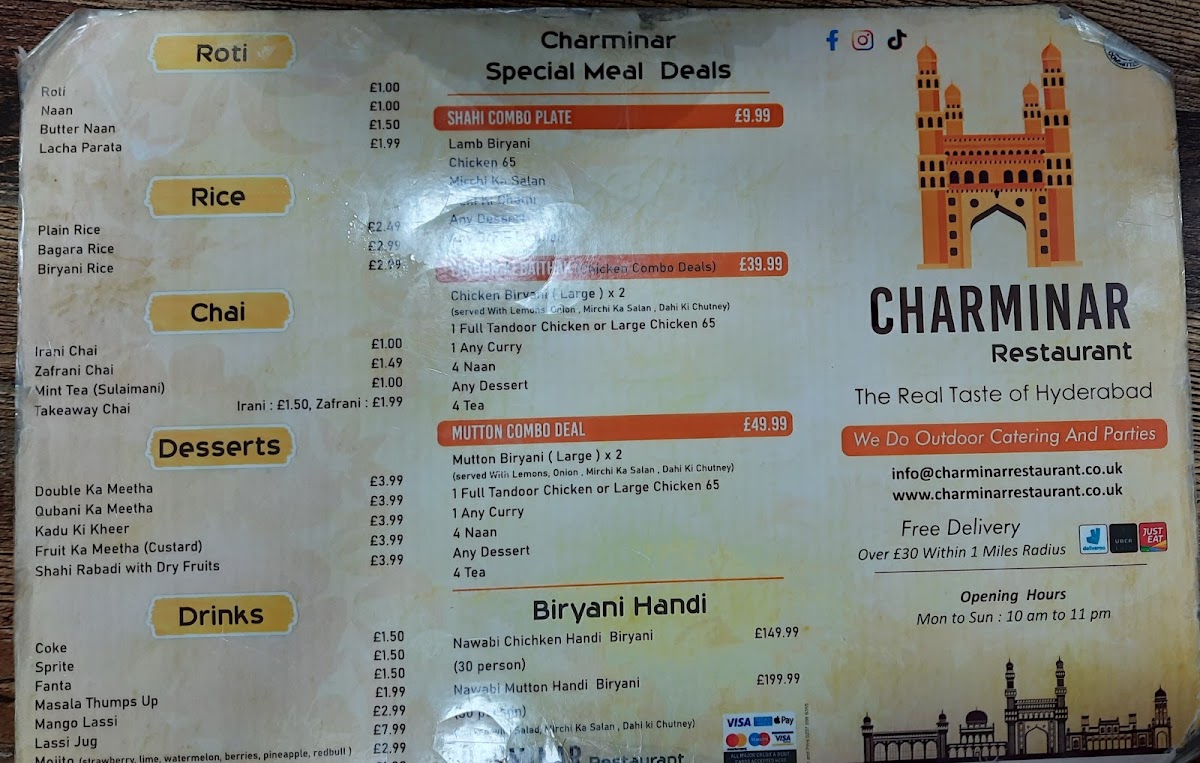 Roti
Roti £1.00
Naan £1.00
Butter Naan £1.50
Lacha Parata £1.99
Rice
Plain Rice £2.49
Bagara Rice £2.99
Biryani Rice £2.99
Chai
Irani Chai £1.00
Zafrani Chai £1.49
Mint Tea (Sulaimani) £1.00
Takeaway Chai Irani : £1.50, Zafrani : £1.99
Desserts
Double Ka Meetha £3.99
Qubani Ka Meetha £3.99
Kadu Ki Kheer £3.99
Fruit Ka Meetha (Custard) £3.99
Shahi Rabadi with Dry Fruits £3.99
Drinks
Coke £1.50
Sprite £1.50
Fanta £1.50
Masala Thumps Up £1.99
Mango Lassi £2.99
Lassi Jug £7.99
strawberry, lime, watermelon, berries, pineapple, redbull ) £2.99
Charminar
Special Meal Deals
SHAHI COMBO PLATE £9.99
Lamb Biryani
Chicken 65
Mirchi Ka Salan
Any Dessert
(Chicken Combo Deals) £39.99
Chicken Biryani ( Large ) x 2
(served With Lemons, Onion , Mirchi Ka Salan , Dahi Ki Chutney)
1 Full Tandoor Chicken or Large Chicken 65
1 Any Curry
4 Naan
Any Dessert
4 Tea
MUTTON COMBO DEAL £49.99
Mutton Biryani ( Large ) x 2
(served With Lemons, Onion , Mirchi Ka Salan , Dahi Ki Chutney)
1 Full Tandoor Chicken or Large Chicken 65
1 Any Curry
4 Naan
Any Dessert
4 Tea
Biryani Handi
Nawabi Chichken Handi Biryani £149.99
(30 person)
Nawabi Mutton Handi Biryani £199.99
Salad, Mirchi Ka Salan , Dahi ki Chutney)
Restaurant
VISA Pay
VISA
CHARMINAR
Restaurant
The Real Taste of Hyderabad
We Do Outdoor Catering And Parties
info@charminarrestaurant.co.uk
www.charminarrestaurant.co.uk
Free Delivery
Over £30 Within 1 Miles Radius
deliveroo
UBER
JUST EAT
Opening Hours
Mon to Sun : 10 am to 11 pm